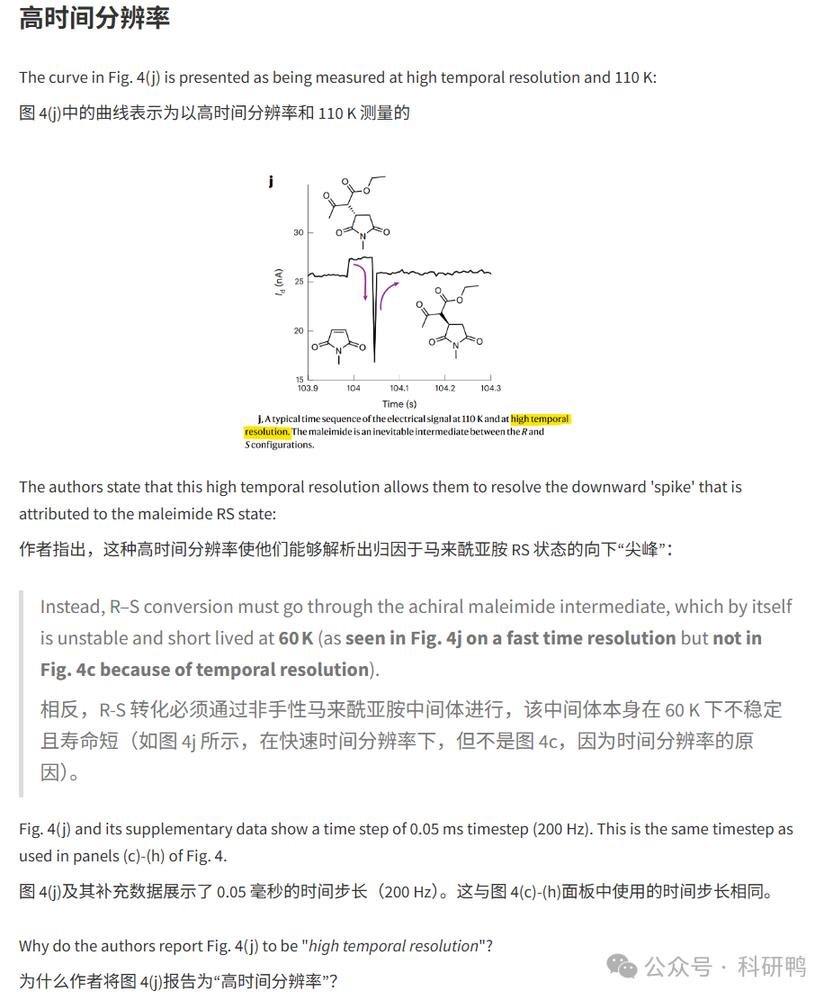 高时间分辨率
The curve in Fig. 4(j) is presented as being measured at high temporal resolution and 110 K:
图 4(j)中的曲线表示为以高时间分辨率和 110 K 测量的
j
O
O
O
O
N
O
30
25
20
15
I_d (nA)
O
N
O
O
O
O
O
N
O
103.9
104
104.1
104.2
104.3
Time (s)
j, A typical time sequence of the electrical signal at 110 K and at high temporal
resolution. The maleimide is an inevitable intermediate between the R and
S configurations.
The authors state that this high temporal resolution allows them to resolve the downward 'spike' that is
attributed to the maleimide RS state:
作者指出，这种高时间分辨率使他们能够解析出归因于马来酰亚胺 RS 状态的向下“尖峰”：
Instead, R–S conversion must go through the achiral maleimide intermediate, which by itself
is unstable and short lived at 60 K (as seen in Fig. 4j on a fast time resolution but not in
Fig. 4c because of temporal resolution).
相反，R-S 转化必须通过非手性马来酰亚胺中间体进行，该中间体本身在 60 K 下不稳定
且寿命短（如图 4j 所示，在快速时间分辨率下，但不是图 4c，因为时间分辨率的原
因）。
Fig. 4(j) and its supplementary data show a time step of 0.05 ms timestep (200 Hz). This is the same timestep as
used in panels (c)-(h) of Fig. 4.
图 4(j)及其补充数据展示了 0.05 毫秒的时间步长（200 Hz）。这与图 4(c)-(h)面板中使用的时间步长相同。
Why do the authors report Fig. 4(j) to be "high temporal resolution"?
为什么作者将图 4(j)报告为“高时间分辨率”？
公众号 · 科研鸭